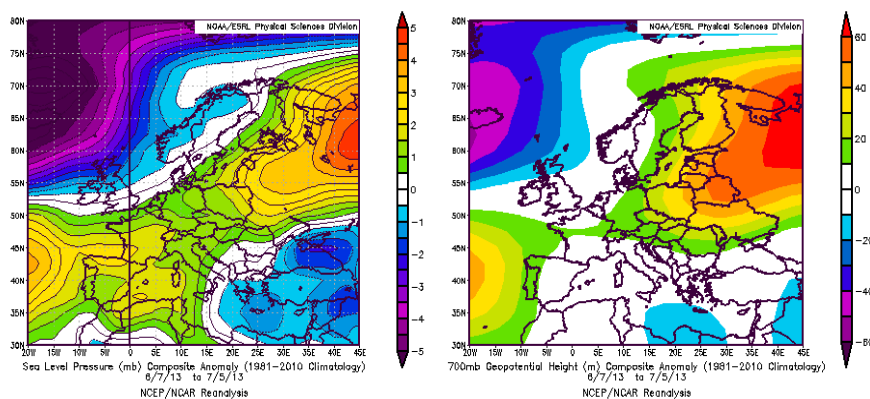 NOAA/ESRL Physical Sciences Division
80N
75N
70N
65N
60N
55N
50N
45N
40N
35N
30N
20W 15W 10W 5W 0 5E 10E 15E 20E 25E 30E 35E 40E 45E
5
4
3
2
1
0
-1
-2
-3
-4
-5
Sea Level Pressure (mb) Composite Anomaly (1981-2010 Climatology)
6/7/13 to 7/5/13
NCEP/NCAR Reanalysis
NOAA/ESRL Physical Sciences Division
80N
75N
70N
65N
60N
55N
50N
45N
40N
35N
30N
20W 15W 10W 5W 0 5E 10E 15E 20E 25E 30E 35E 40E 45E
60
40
20
0
-20
-40
-60
700mb Geopotential Height (m) Composite Anomaly (1981-2010 Climatology)
6/7/13 to 7/5/13
NCEP/NCAR Reanalysis